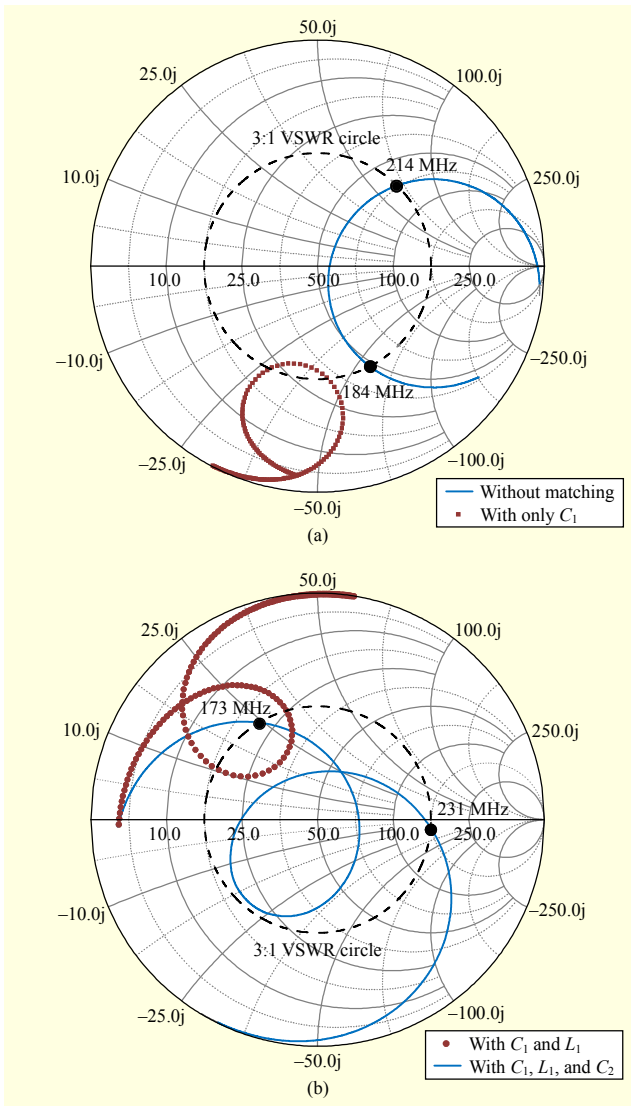 50.0j
25.0j
100.0j
3:1 VSWR circle
214 MHz
10.0j
250.0j
10.0
25.0
50.0
100.0
250.0
–10.0j
–250.0j
184 MHz
–25.0j
–100.0j
–50.0j
Without matching
With only C1
(a)
50.0j
25.0j
100.0j
173 MHz
10.0j
250.0j
231 MHz
10.0
25.0
50.0
100.0
250.0
–10.0j
–250.0j
3:1 VSWR circle
–25.0j
–100.0j
–50.0j
With C1 and L1
With C1, L1, and C2
(b)